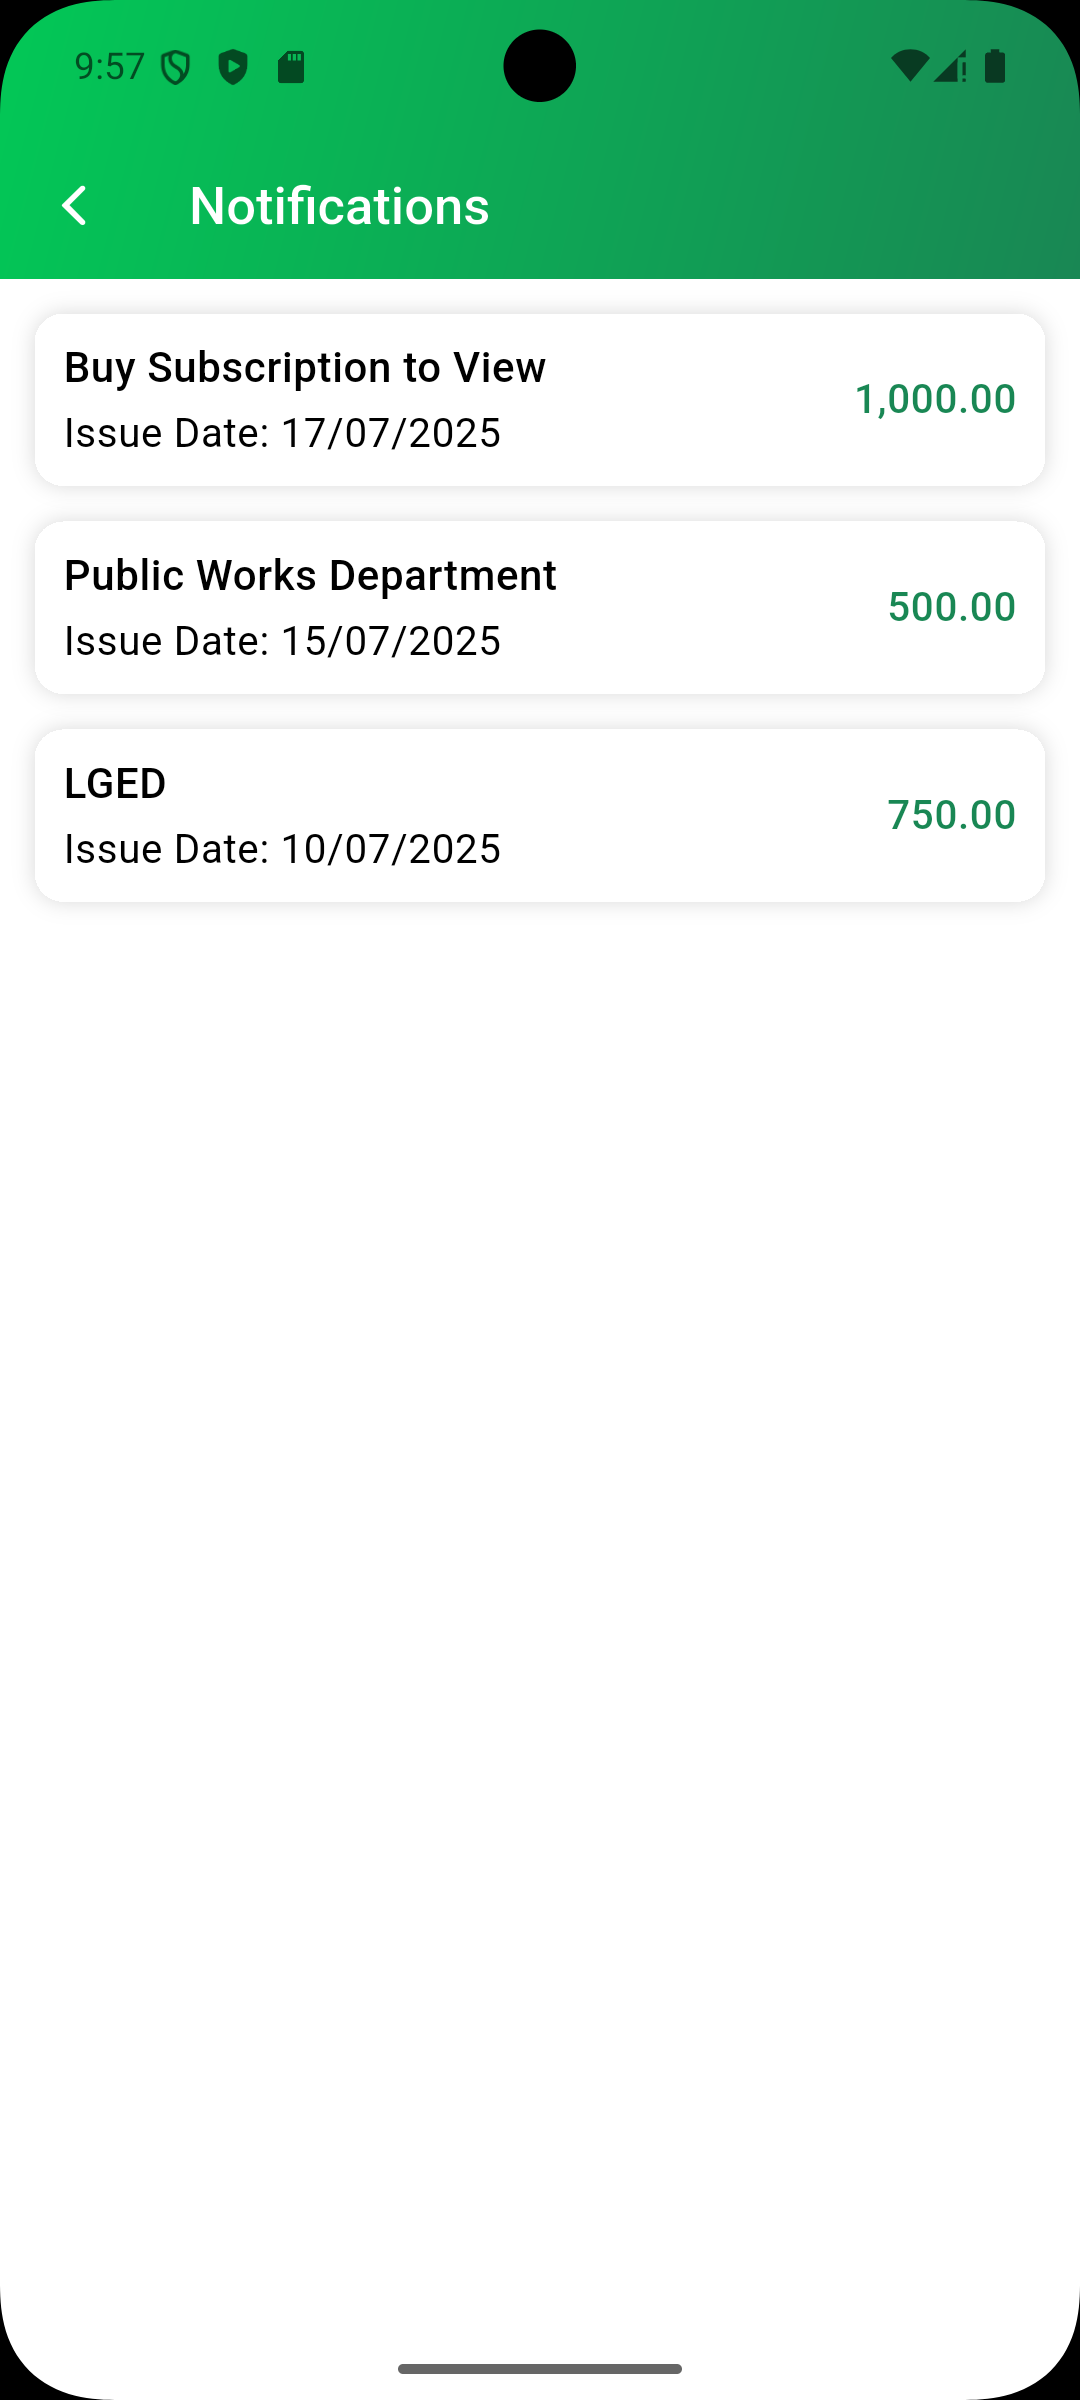 9:57
Notifications
Buy Subscription to View
1,000.00
Issue Date: 17/07/2025
Public Works Department
500.00
Issue Date: 15/07/2025
LGED
750.00
Issue Date: 10/07/2025